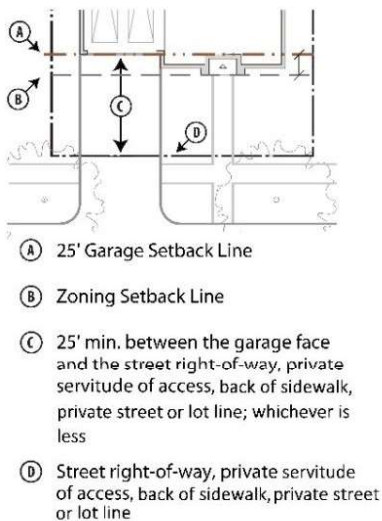 A
B
C
D
A 25' Garage Setback Line
B Zoning Setback Line
C 25' min. between the garage face
and the street right-of-way, private
servitude of access, back of sidewalk,
private street or lot line; whichever is
less
D Street right-of-way, private servitude
of access, back of sidewalk, private street
or lot line